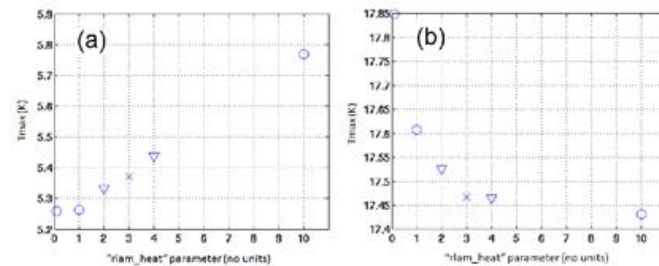 (a)
5.9
5.8
5.7
5.6
5.5
5.4
5.3
5.2
Tmax (K)
0 1 2 3 4 5 6 7 8 9 10
"rlam_heat" parameter (no units)
(b)
17.85
17.8
17.75
17.7
17.65
17.6
17.55
17.5
17.45
17.4
Tmax (K)
0 1 2 3 4 5 6 7 8 9 10
"rlam_heat" parameter (no units)